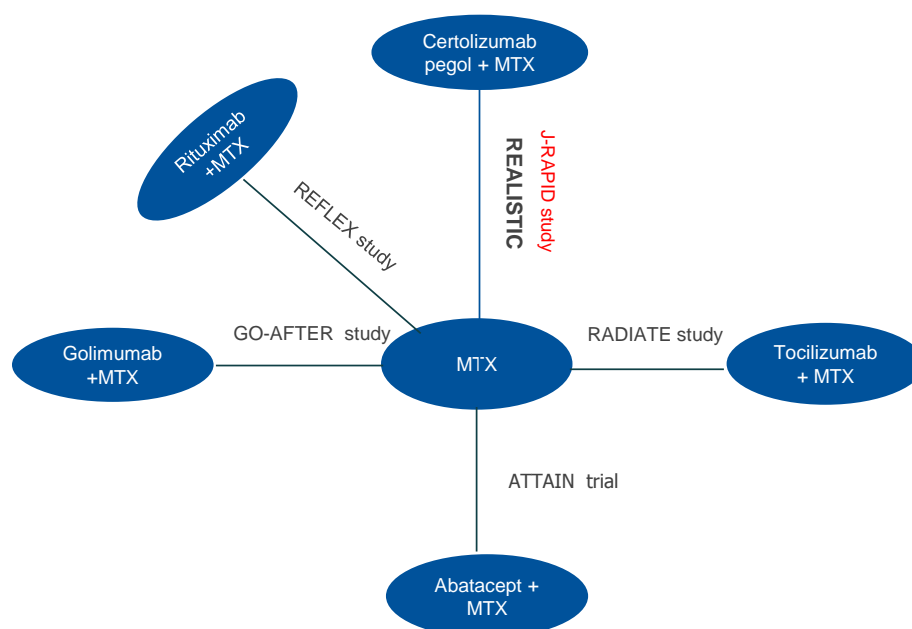 Certolizumab
pegol + MTX
Rituximab
+MTX
REFLEX study
REALISTIC
J-RAPID study
GO-AFTER study
RADIATE study
Golimumab
+MTX
MTX
Tocilizumab
+ MTX
ATTAIN trial
Abatacept +
MTX